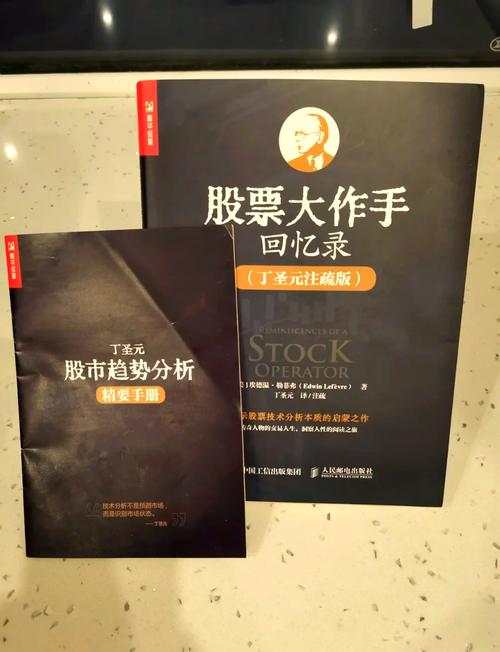 股票大作手
回忆录
(丁圣元注疏版)
REMINISCENCES OF A
STOCK
OPERATOR
]埃德温·勒菲弗(Edwin Lefèvre) 著
丁圣元 译/注疏
示股票技术分析本质的启蒙之作
传奇人物的交易人生,洞察人性的阅读之旅
中国工信出版集团
人民邮电出版社
POSTS & TELECOM PRESS
丁圣元
股市趋势分析
精要手册
技术分析不是预测市场,
而是识别市场状态。
——丁圣元